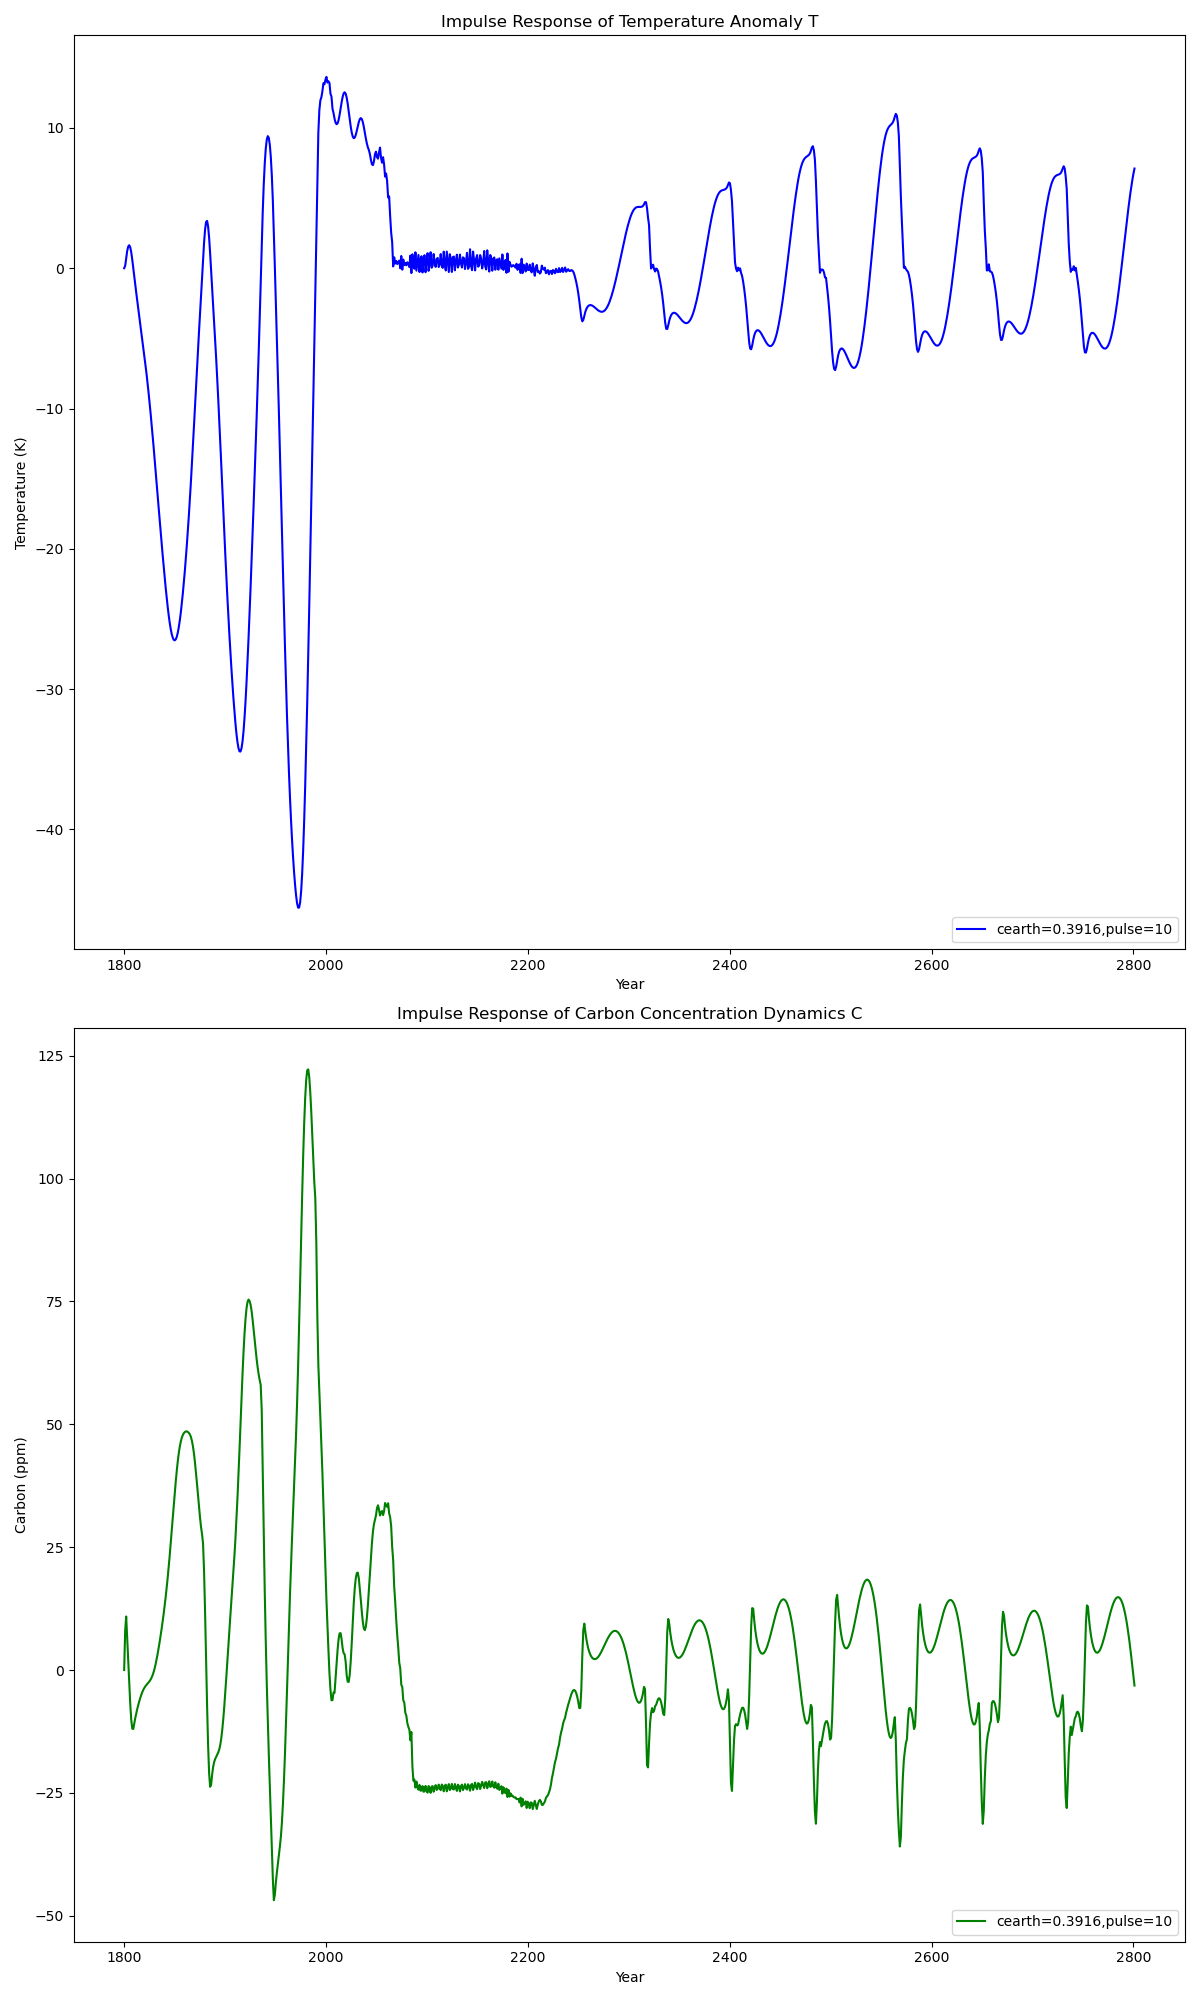 Impulse Response of Temperature Anomaly T
10
0
−10
−20
−30
−40
Temperature (K)
cearth=0.3916,pulse=10
1800 2000 2200 2400 2600 2800
Year
Impulse Response of Carbon Concentration Dynamics C
125
100
75
50
25
0
−25
−50
Carbon (ppm)
cearth=0.3916,pulse=10
1800 2000 2200 2400 2600 2800
Year